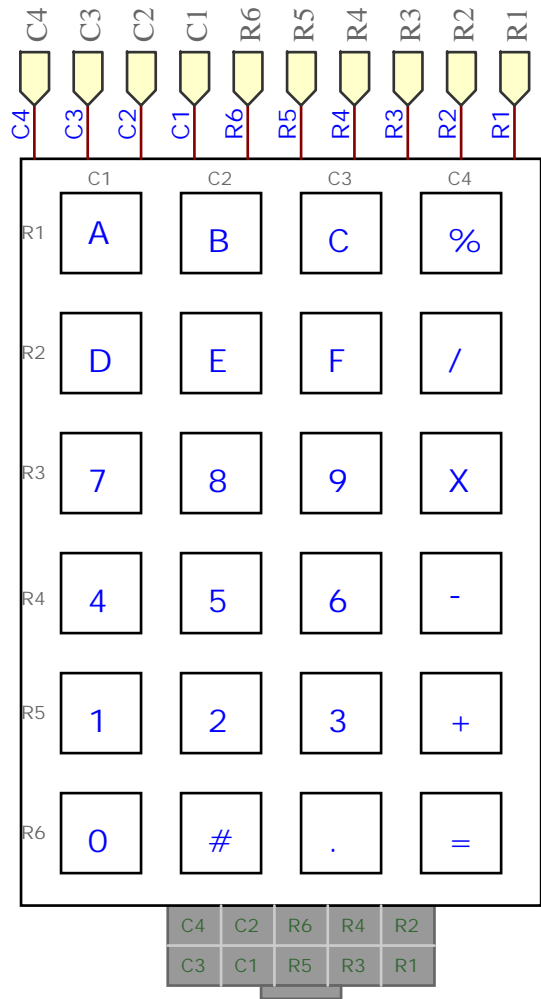 C4 C3 C2 C1 R6 R5 R4 R3 R2 R1
C4 C3 C2 C1 R6 R5 R4 R3 R2 R1
C1 C2 C3 C4
R1 A B C %
R2 D E F /
R3 7 8 9 X
R4 4 5 6 -
R5 1 2 3 +
R6 0 # . =
C4 C2 R6 R4 R2
C3 C1 R5 R3 R1